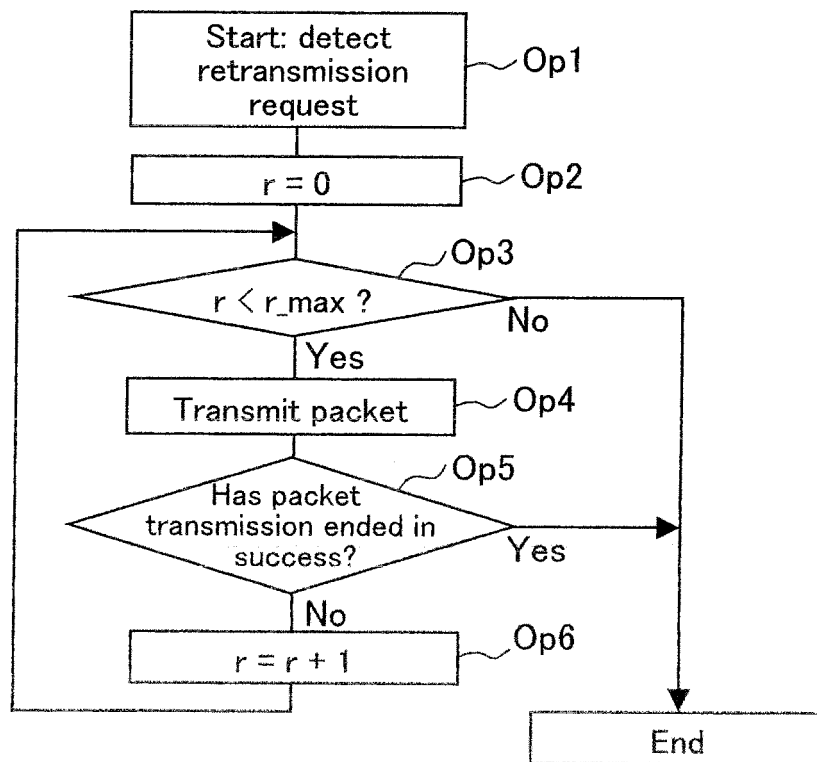 Start: detect
retransmission
request
Op1
r = 0
Op2
Op3
r < r_max ?
No
Yes
Transmit packet
Op4
Op5
Has packet
transmission ended in
success?
Yes
No
r = r + 1
Op6
End